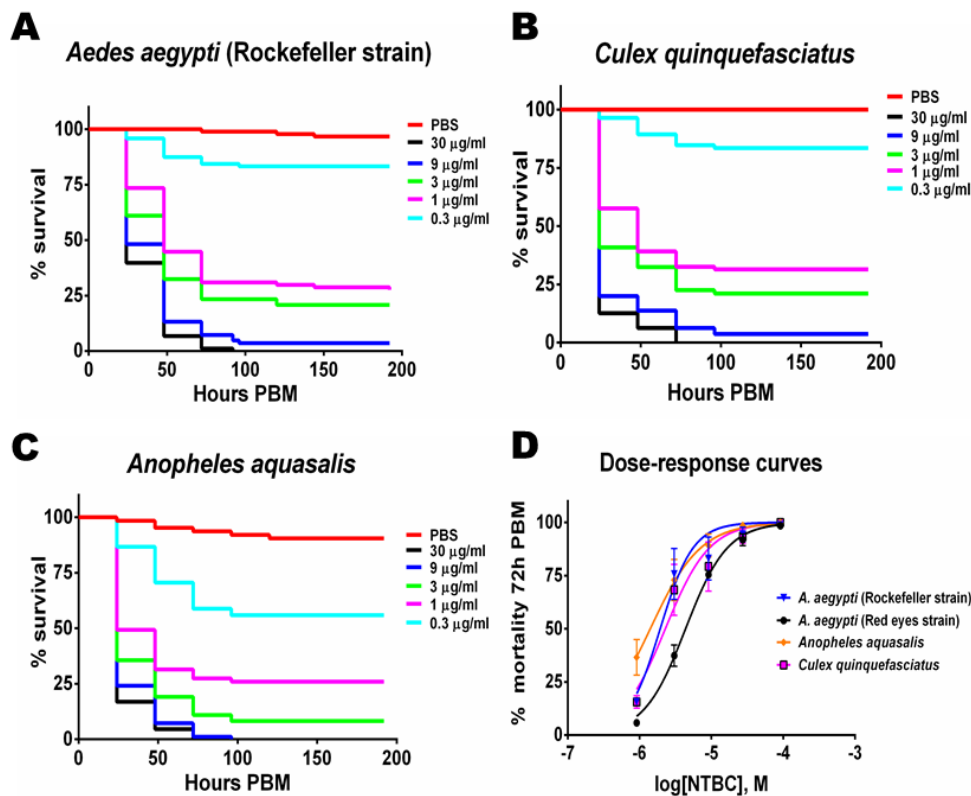 A
Aedes aegypti (Rockefeller strain)
% survival
100
75
50
25
0
0 50 100 150 200
Hours PBM
PBS
30 µg/ml
9 µg/ml
3 µg/ml
1 µg/ml
0.3 µg/ml
B
Culex quinquefasciatus
% survival
100
75
50
25
0
0 50 100 150 200
Hours PBM
PBS
30 µg/ml
9 µg/ml
3 µg/ml
1 µg/ml
0.3 µg/ml
C
Anopheles aquasalis
% survival
100
75
50
25
0
0 50 100 150 200
Hours PBM
PBS
30 µg/ml
9 µg/ml
3 µg/ml
1 µg/ml
0.3 µg/ml
D
Dose-response curves
% mortality 72h PBM
100
75
50
25
0
-7 -6 -5 -4 -3
log[NTBC], M
A. aegypti (Rockefeller strain)
A. aegypti (Red eyes strain)
Anopheles aquasalis
Culex quinquefasciatus